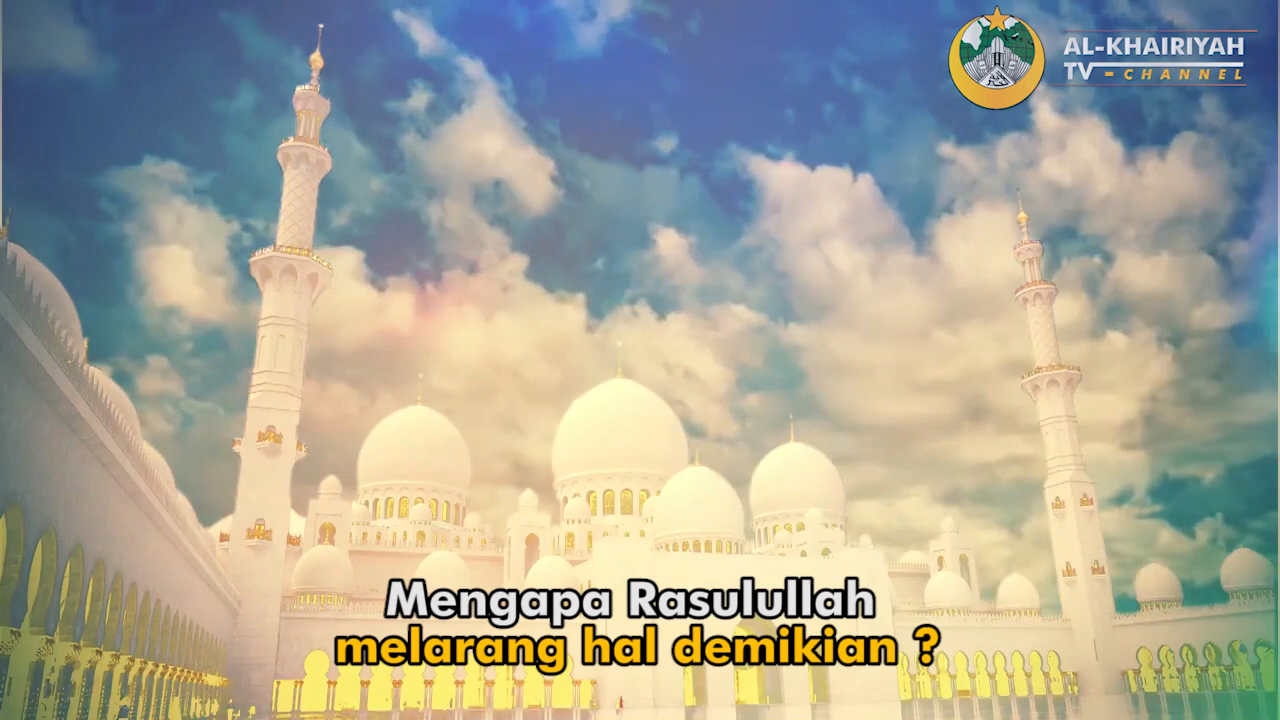 AL-KHAIRIYAH
TV - CHANNEL
Mengapa Rasulullah
melarang hal demikian ?